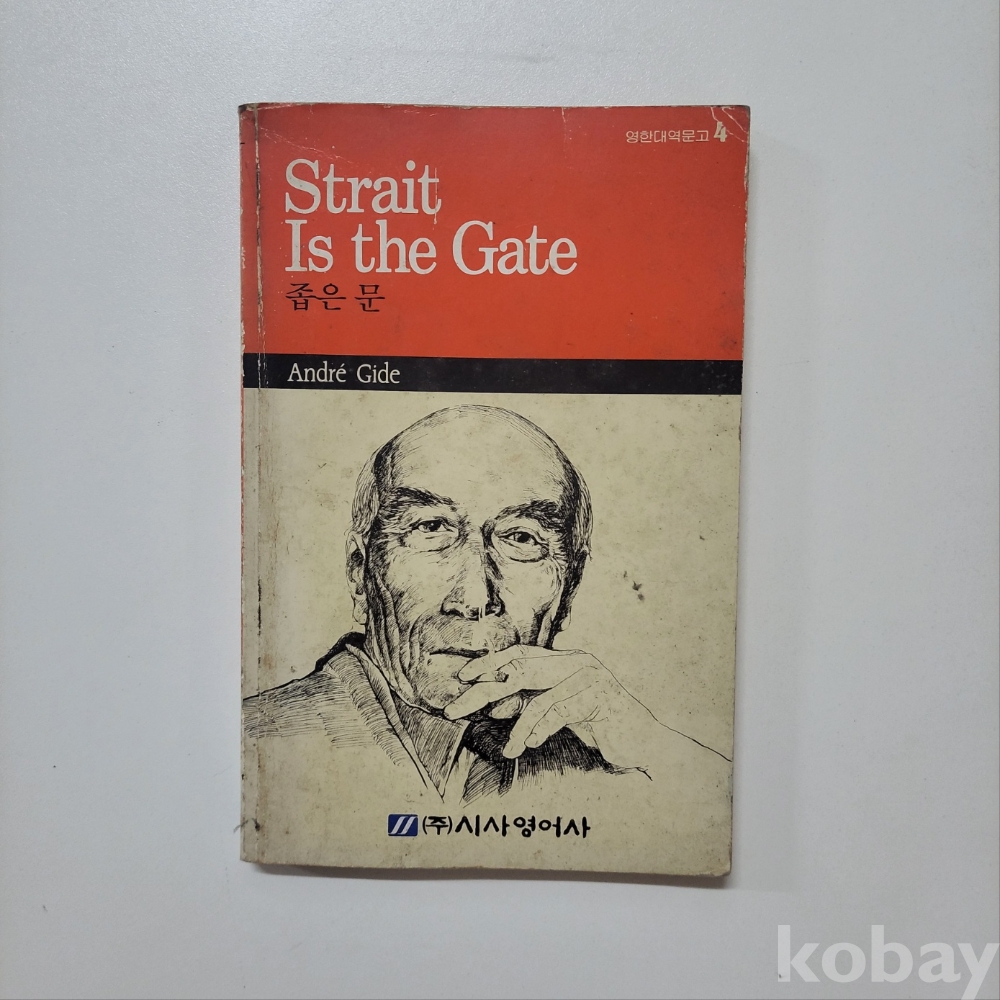 영한대역문고 4
Strait
Is the Gate
좁은 문
André Gide
(주)시사영어사
kobay